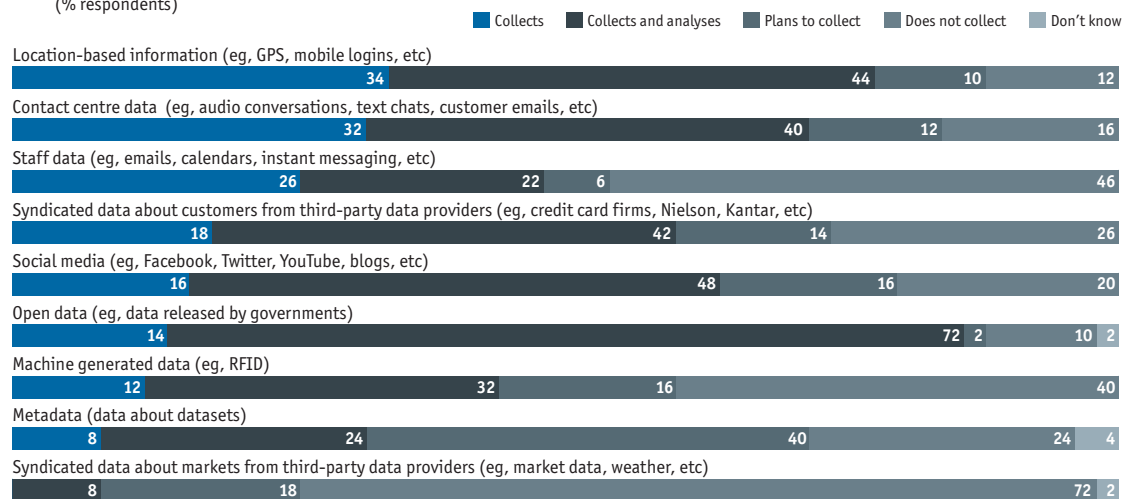 (% respondents)
Collects Collects and analyses Plans to collect Does not collect Don't know
Location-based information (eg, GPS, mobile logins, etc)
34 44 10 12
Contact centre data (eg, audio conversations, text chats, customer emails, etc)
32 40 12 16
Staff data (eg, emails, calendars, instant messaging, etc)
26 22 6 46
Syndicated data about customers from third-party data providers (eg, credit card firms, Nielson, Kantar, etc)
18 42 14 26
Social media (eg, Facebook, Twitter, YouTube, blogs, etc)
16 48 16 20
Open data (eg, data released by governments)
14 72 2 10 2
Machine generated data (eg, RFID)
12 32 16 40
Metadata (data about datasets)
8 24 40 24 4
Syndicated data about markets from third-party data providers (eg, market data, weather, etc)
8 18 72 2